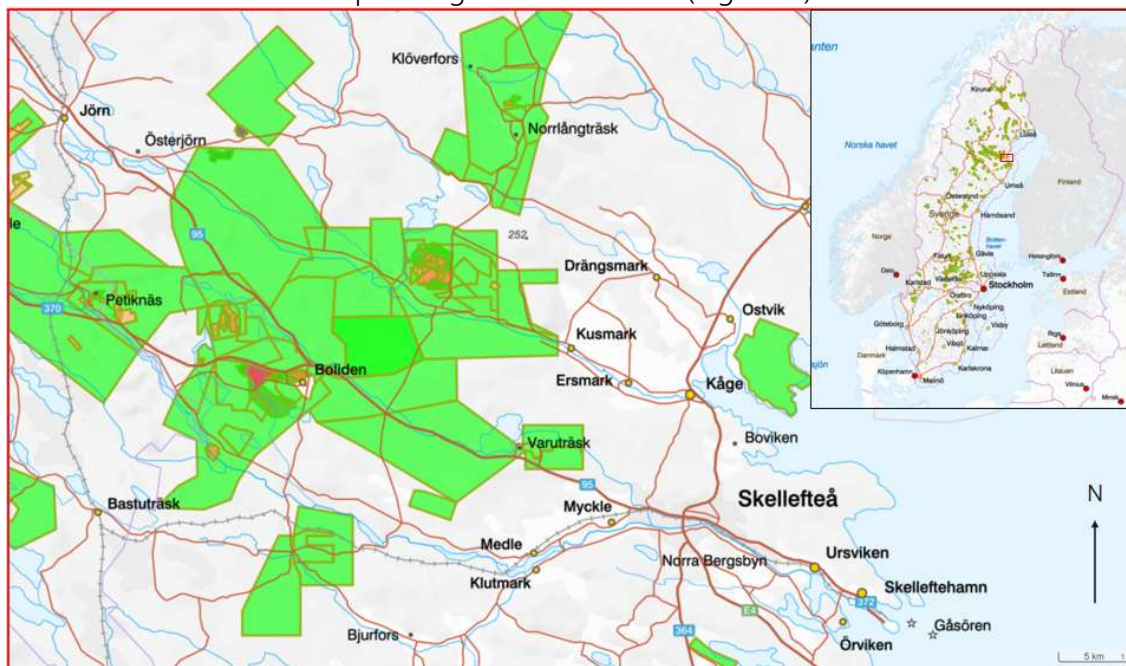 Klöverfors
Jörn
Österjörn
Norrlångträsk
95
252
Drängsmark
Petiknäs
370
Ostvik
Kusmark
Boliden
Ersmark
Kåge
Varuträsk
Boviken
95
Bastuträsk
Skellefteå
Myckle
Medle
Klutmark
Norra Bergsbyn
Ursviken
Skelleftehamn
372
E4
Gåsören
Bjurfors
364
Örviken
5 km
N
Kiruna
Luleå
Norska havet
Umeå
Finland
Östersund
Härnösand
Sverige
Norge
Gävle
Helsingfors
Oslo
Falun
Uppsala
Tallinn
Karlstad
Västerås
Stockholm
Estland
Örebro
Nyköping
Linköping
Göteborg
Jönköping
Visby
Riga
Växjö
Lettland
Halmstad
Kalmar
Danmark
Karlskrona
Litauen
Köpenhamn
Malmö
Vilnius
Minsk